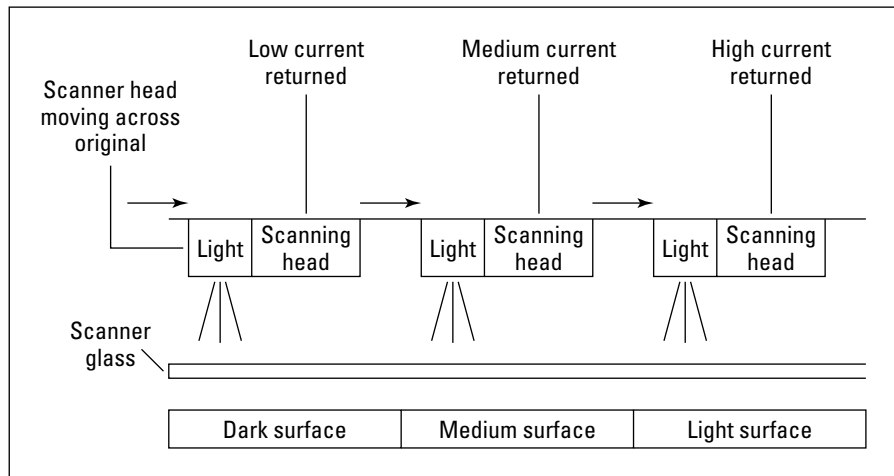 Low current
returned
Medium current
returned
High current
returned
Scanner head
moving across
original
Light
Scanning
head
Light
Scanning
head
Light
Scanning
head
Scanner
glass
Dark surface
Medium surface
Light surface